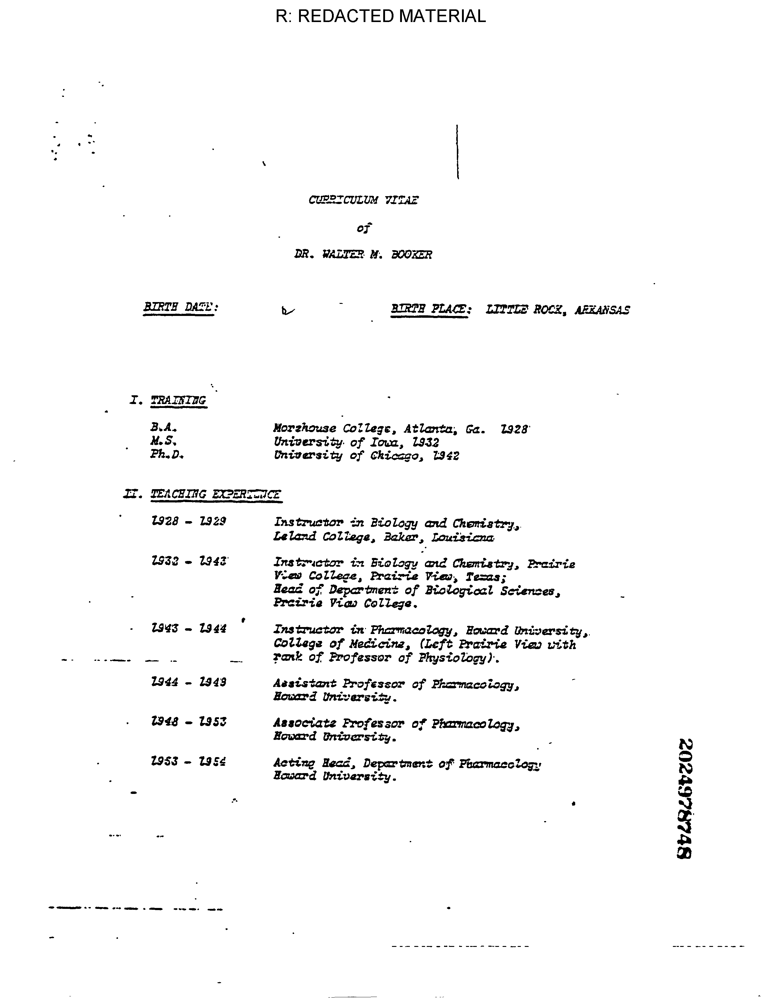 R: REDACTED MATERIAL
CURRICULUM VITAE
of
DR. WALTER M. BOOKER
BIRTH DATE: BIRTH PLACE: LITTLE ROCK, ARKANSAS
I. TRAINING
B.A. Morehouse College, Atlanta, Ga. 1928
M.S. University of Iowa, 1932
Ph.D. University of Chicago, 1942
II. TEACHING EXPERIENCE
1928 - 1929 Instructor in Biology and Chemistry,
Leland College, Baker, Louisiana
1932 - 1943 Instructor in Biology and Chemistry, Prairie
View College, Prairie View, Texas;
Head of Department of Biological Sciences,
Prairie View College.
1943 - 1944 Instructor in Pharmacology, Howard University,
College of Medicine, (Left Prairie View with
rank of Professor of Physiology).
1944 - 1948 Assistant Professor of Pharmacology,
Howard University.
1948 - 1953 Associate Professor of Pharmacology,
Howard University.
1953 - 1954 Acting Head, Department of Pharmacology
Howard University.
2024978748